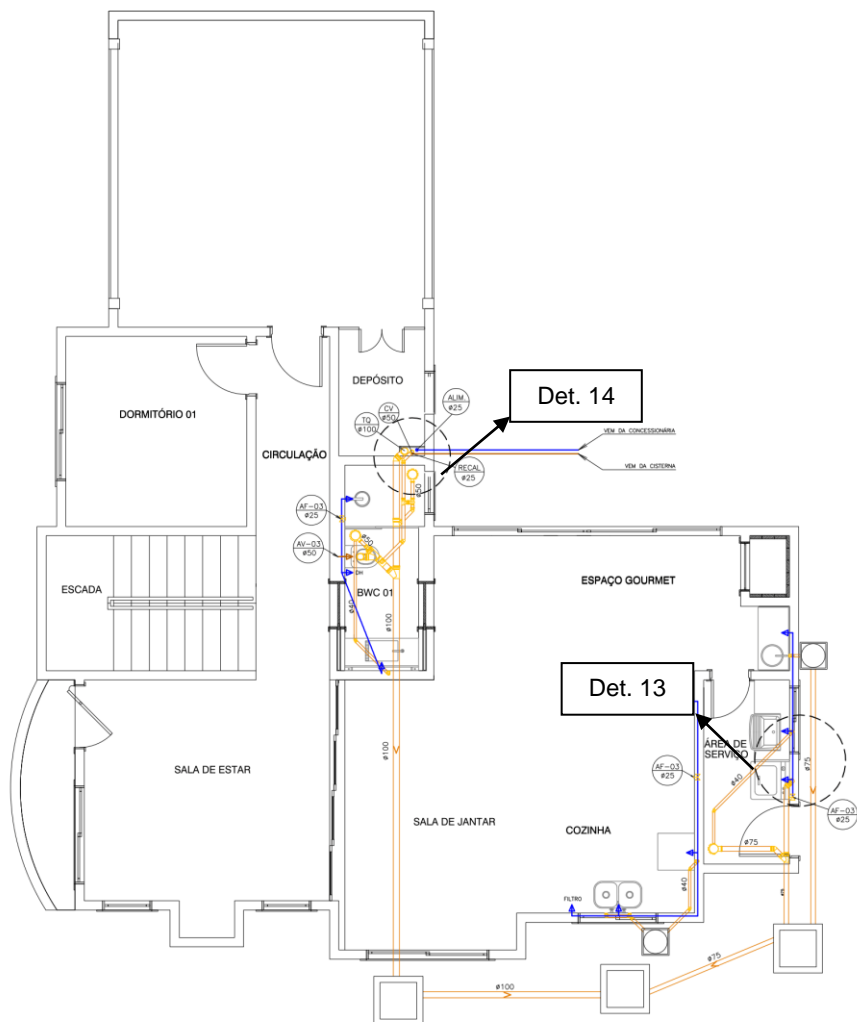 DEPÓSITO
DORMITÓRIO 01
ALIM.
ø25
CV
ø50
TQ
ø100
Det. 14
VEM DA CONCESSIONÁRIA
VEM DA CISTERNA
CIRCULAÇÃO
RECAL
ø25
ø50
AF-03
ø25
AV-03
ø50
ø50
DH
ø40
BWC 01
ø100
ESCADA
ESPAÇO GOURMET
Det. 13
ø100
SALA DE ESTAR
ÁREA DE
SERVIÇO
ø75
AF-03
ø25
ø40
SALA DE JANTAR
COZINHA
AF-03
ø25
ø75
ø40
FILTRO
ø75
ø100